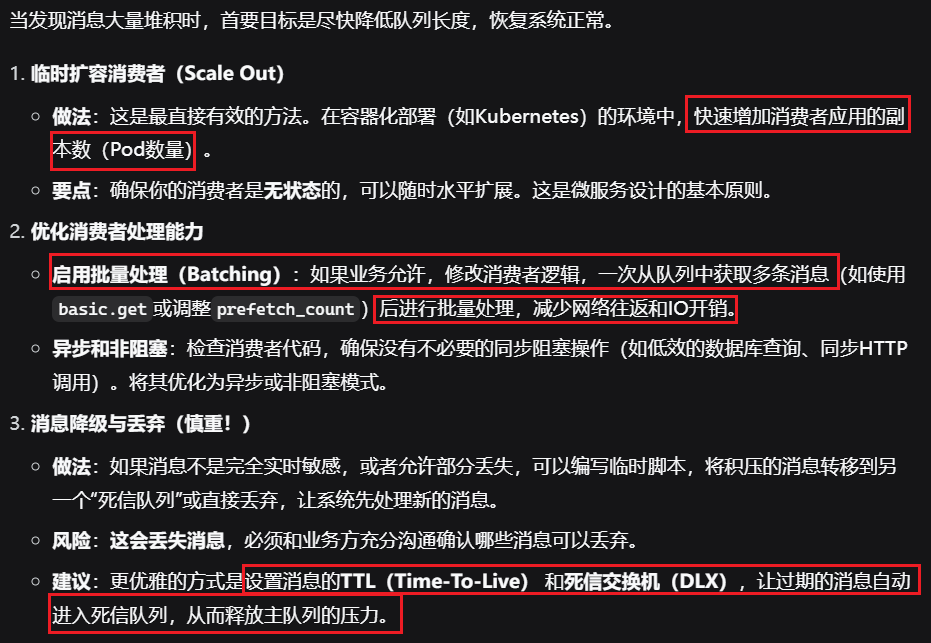 当发现消息大量堆积时，首要目标是尽快降低队列长度，恢复系统正常。
1. 临时扩容消费者（Scale Out）
做法：这是最直接有效的方法。在容器化部署（如Kubernetes）的环境中，快速增加消费者应用的副
本数（Pod数量）。
要点：确保你的消费者是无状态的，可以随时水平扩展。这是微服务设计的基本原则。
2. 优化消费者处理能力
启用批量处理（Batching）：如果业务允许，修改消费者逻辑，一次从队列中获取多条消息（如使用
basic.get 或调整 prefetch_count）后进行批量处理，减少网络往返和IO开销。
异步和非阻塞：检查消费者代码，确保没有不必要的同步阻塞操作（如低效的数据库查询、同步HTTP
调用）。将其优化为异步或非阻塞模式。
3. 消息降级与丢弃（慎重！）
做法：如果消息不是完全实时敏感，或者允许部分丢失，可以编写临时脚本，将积压的消息转移到另
一个“死信队列”或直接丢弃，让系统先处理新的消息。
风险：这会丢失消息，必须和业务方充分沟通确认哪些消息可以丢弃。
建议：更优雅的方式是设置消息的TTL（Time-To-Live） 和死信交换机（DLX），让过期的消息自动
进入死信队列，从而释放主队列的压力。